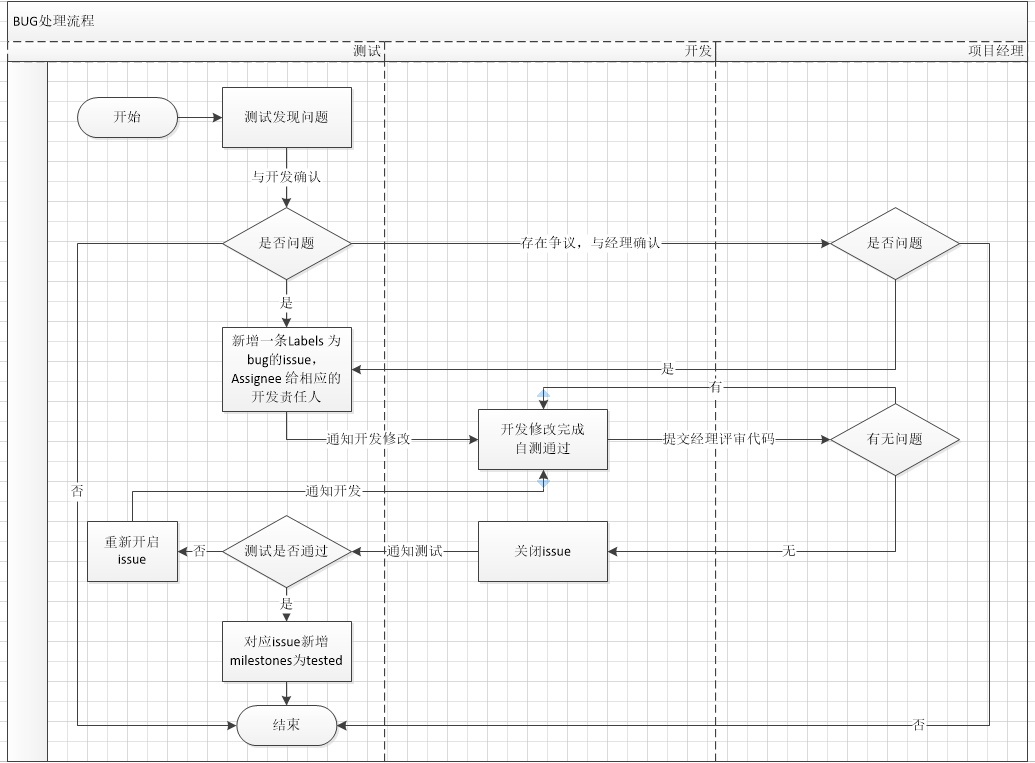 BUG处理流程
测试
开发
项目经理
开始
测试发现问题
与开发确认
是否问题
存在争议，与经理确认
是否问题
是
新增一条Labels 为
bug的issue，
Assignee 给相应的
开发责任人
是
有
通知开发修改
开发修改完成
自测通过
提交经理评审代码
有无问题
否
通知开发
重新开启
issue
否
测试是否通过
通知测试
关闭issue
无
是
对应issue新增
milestones为tested
结束
否